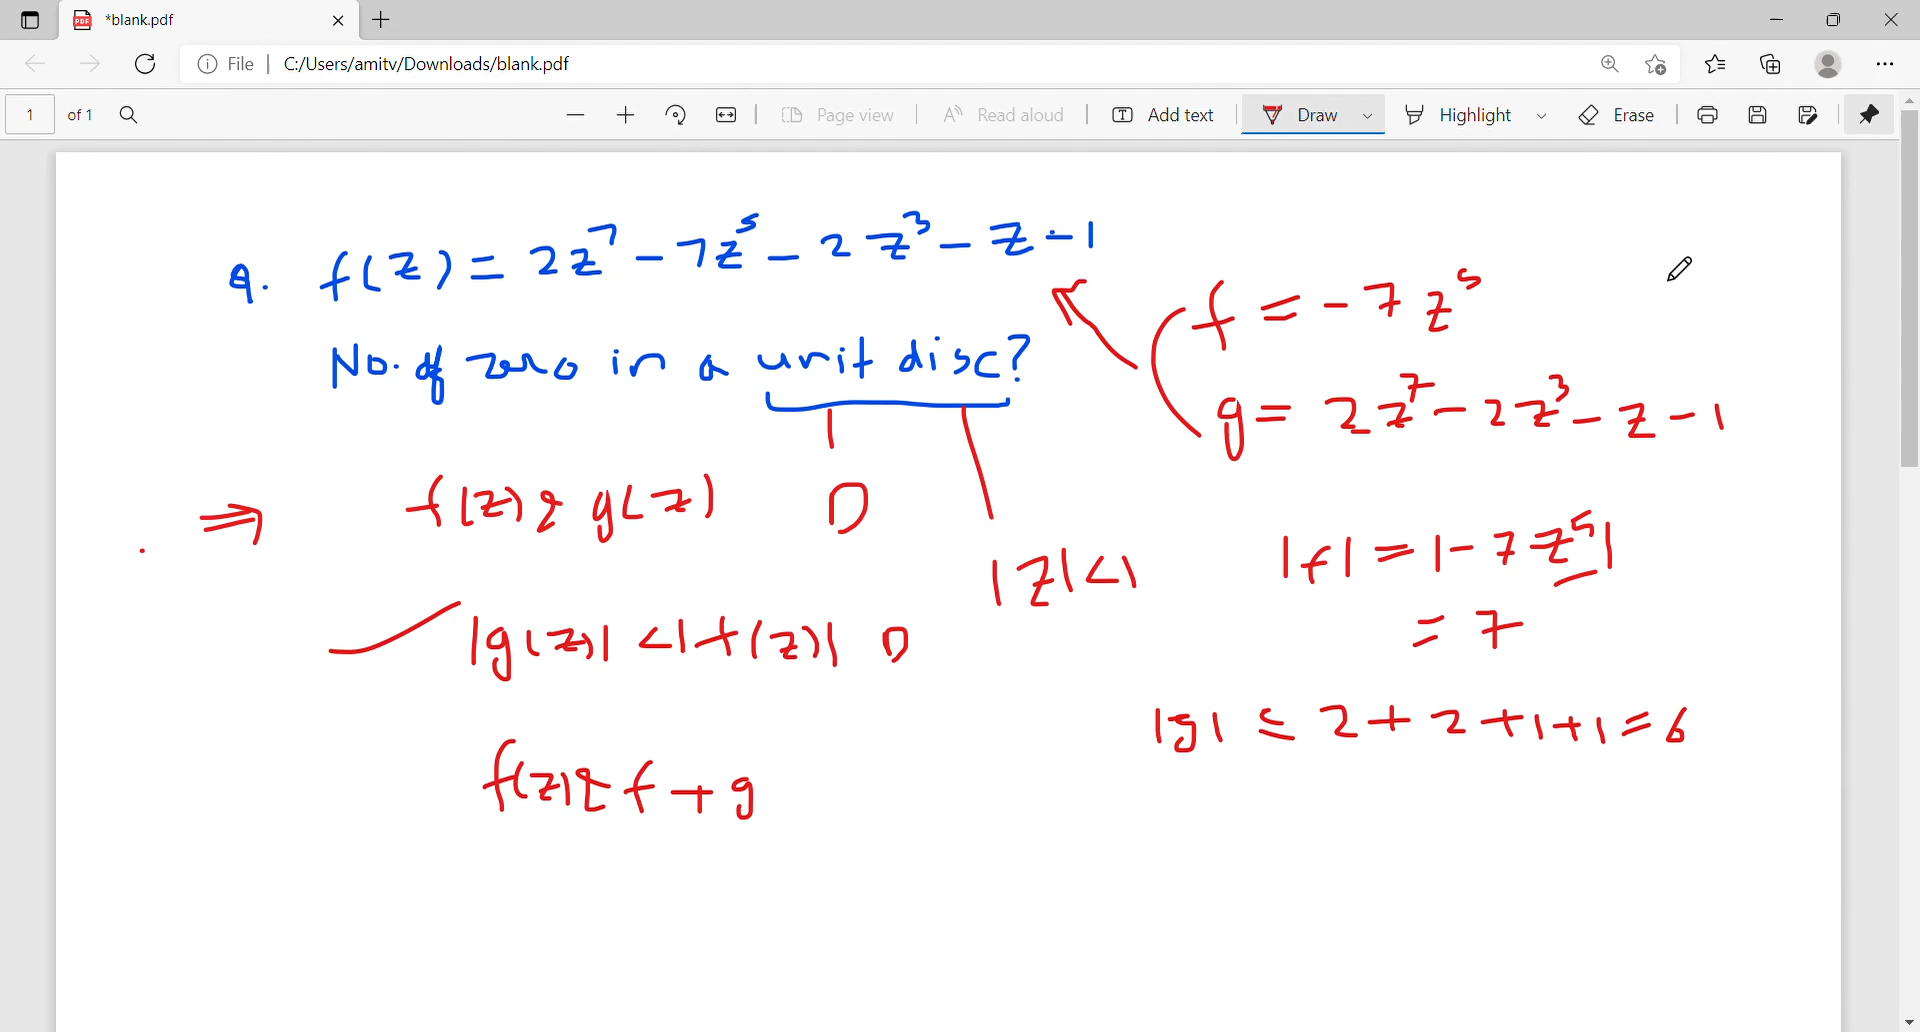 *blank.pdf
File | C:/Users/amitv/Downloads/blank.pdf
1 of 1 Page view Read aloud Add text Draw Highlight Erase
Q. f(z) = 2z⁷ - 7z⁵ - 2z³ - z - 1
No. of zero in a unit disc?
⇒ f(z) & g(z) D
|z| < 1
|g(z)| < |f(z)| D
f(z) & f + g
f = -7z⁵
g = 2z⁷ - 2z³ - z - 1
|f| = |-7z⁵|
= 7
|g| ≤ 2 + 2 + 1 + 1 = 6